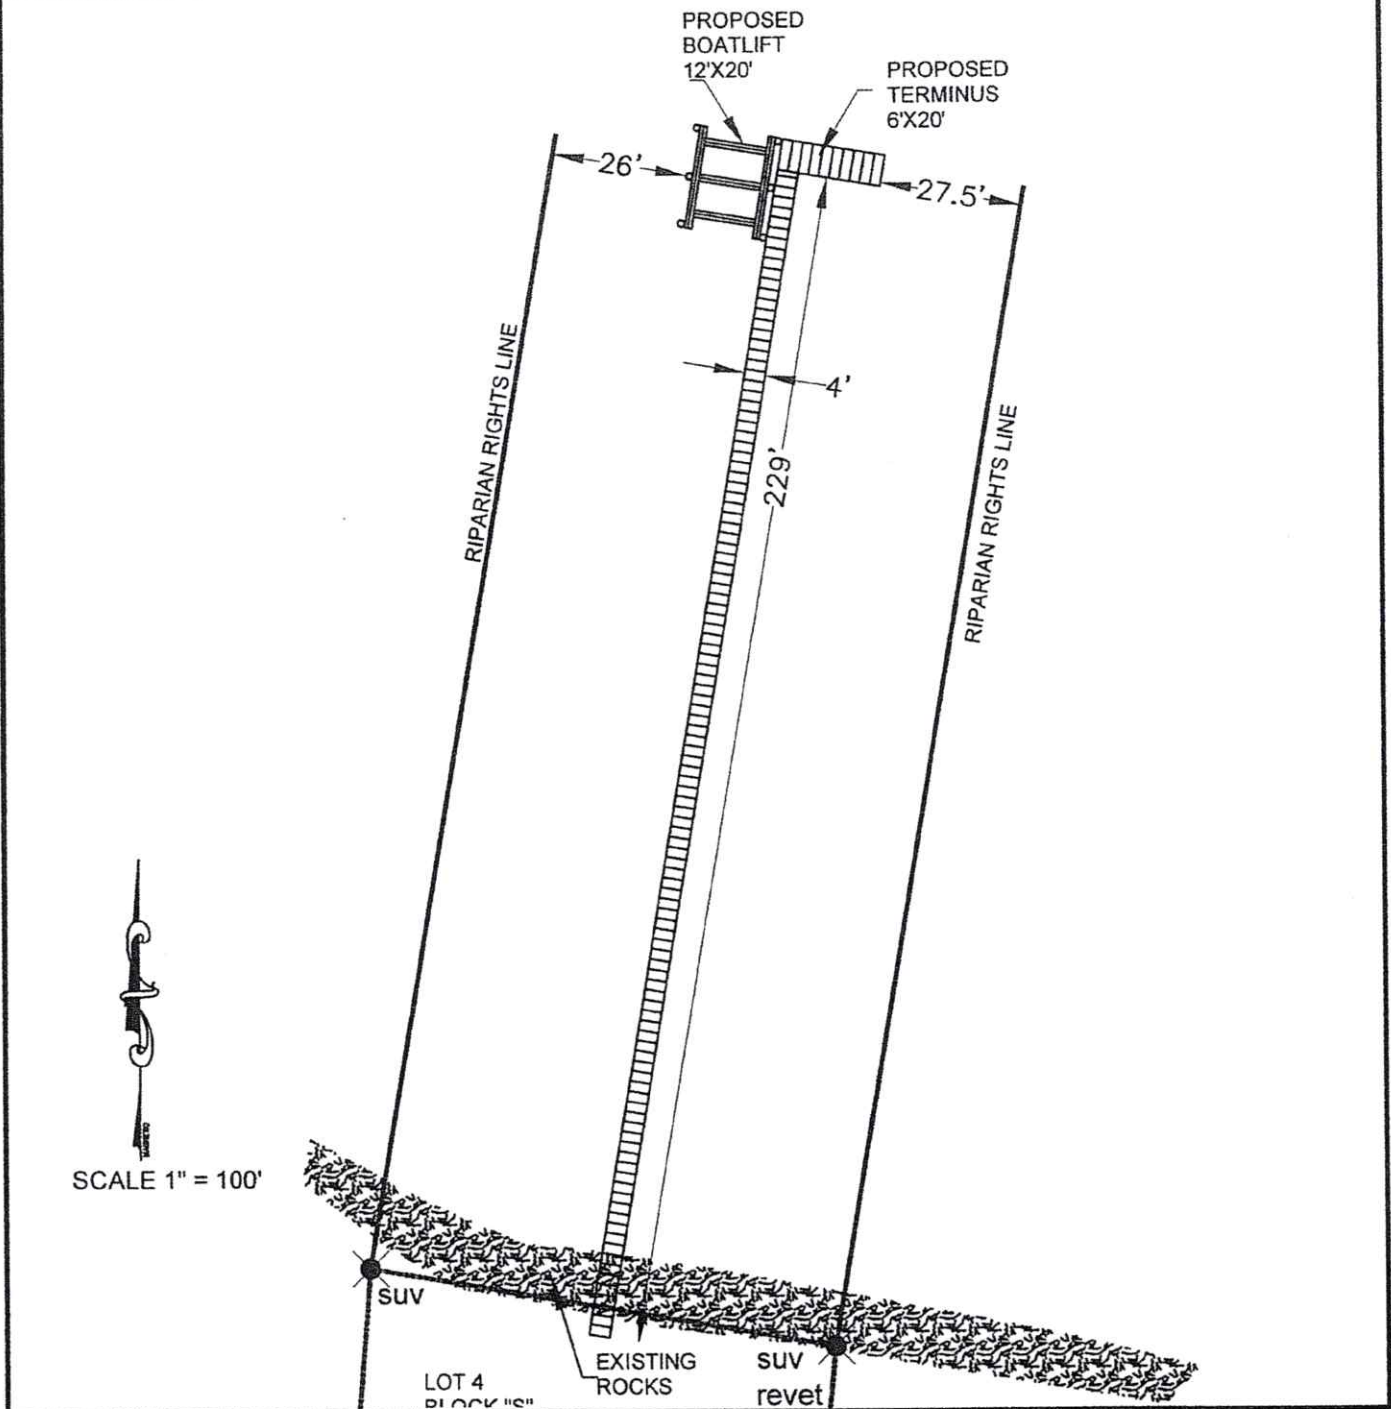 PROPOSED
BOATLIFT
12'X20'
PROPOSED
TERMINUS
6'X20'
26'
27.5'
RIPARIAN RIGHTS LINE
4'
229'
RIPARIAN RIGHTS LINE
SCALE 1" = 100'
suv
EXISTING
ROCKS
suv
revet
LOT 4
BLOCK "S"